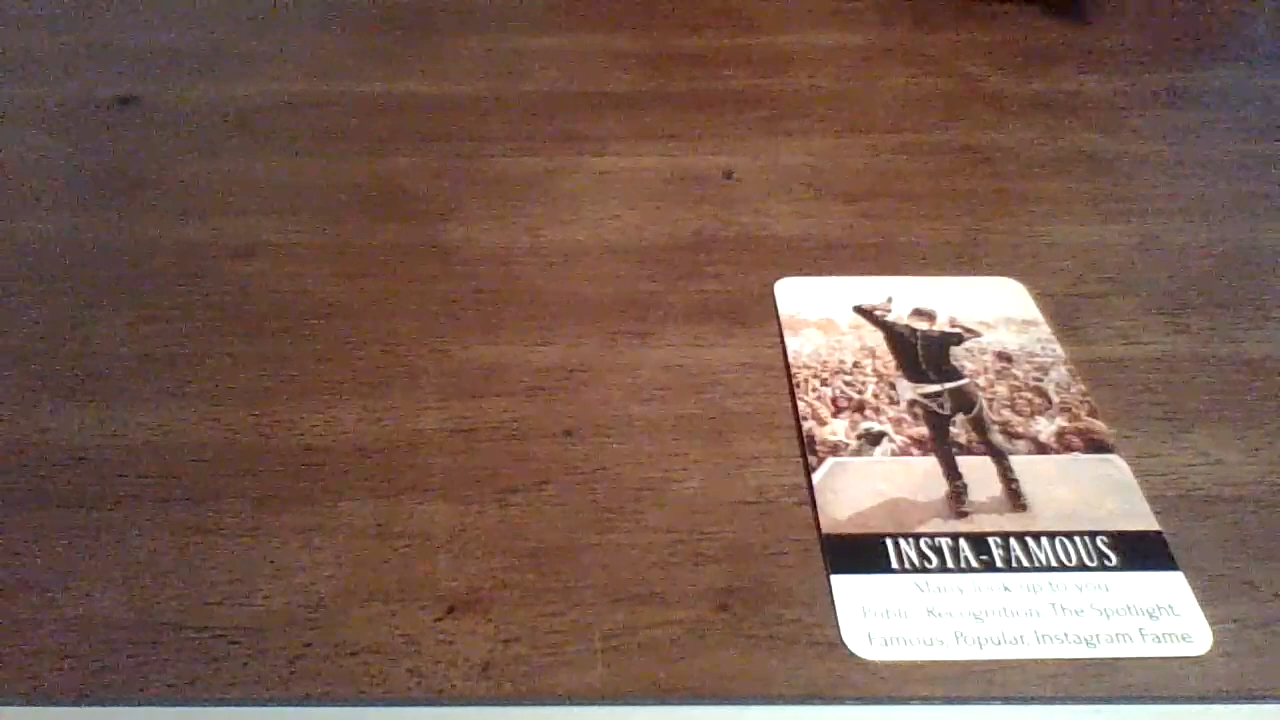 INSTA-FAMOUS
Many look up to you
Public Recognition, The Spotlight,
Famous, Popular, Instagram Fame